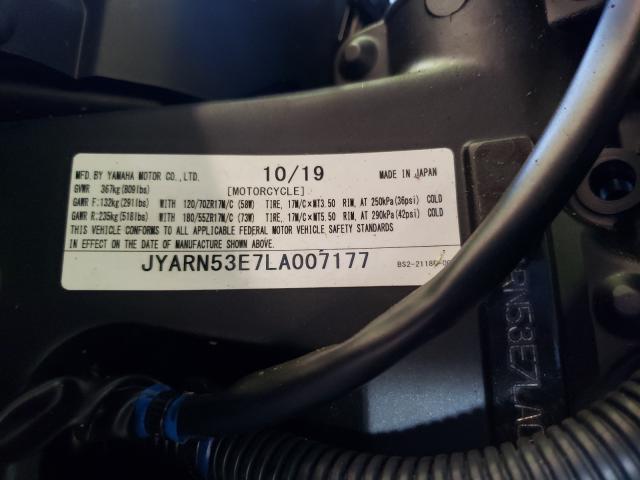 MFD. BY YAMAHA MOTOR CO., LTD. 10/19 MADE IN JAPAN
GVWR 367kg(809lbs) [MOTORCYCLE]
GAWR F:132kg(291lbs) WITH 120/70ZR17M/C (58W) TIRE, 17M/C×MT3.50 RIM, AT 250kPa(36psi) COLD
GAWR R:235kg(518lbs) WITH 180/55ZR17M/C (73W) TIRE, 17M/C×MT5.50 RIM, AT 290kPa(42psi) COLD
THIS VEHICLE CONFORMS TO ALL APPLICABLE FEDERAL MOTOR VEHICLE SAFETY STANDARDS
IN EFFECT ON THE DATE OF MANUFACTURE SHOWN ABOVE.
JYARN53E7LA007177
RN53E7LA0